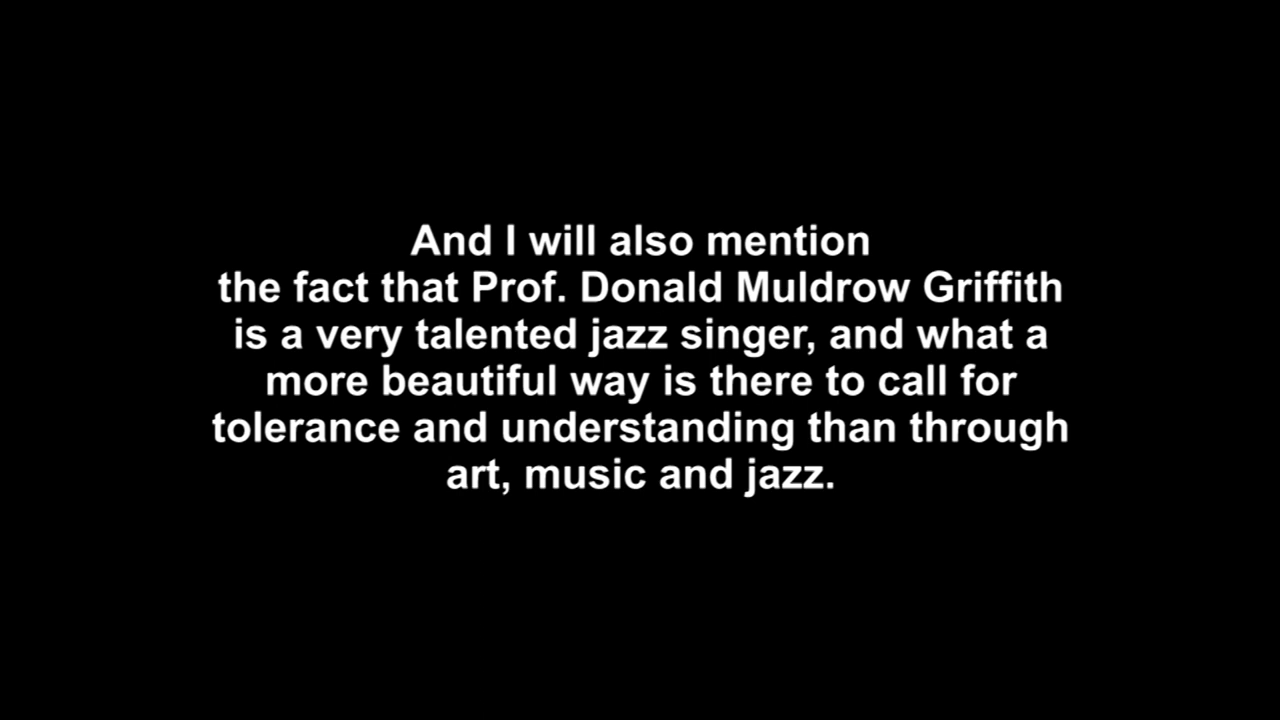 And I will also mention
the fact that Prof. Donald Muldrow Griffith
is a very talented jazz singer, and what a
more beautiful way is there to call for
tolerance and understanding than through
art, music and jazz.